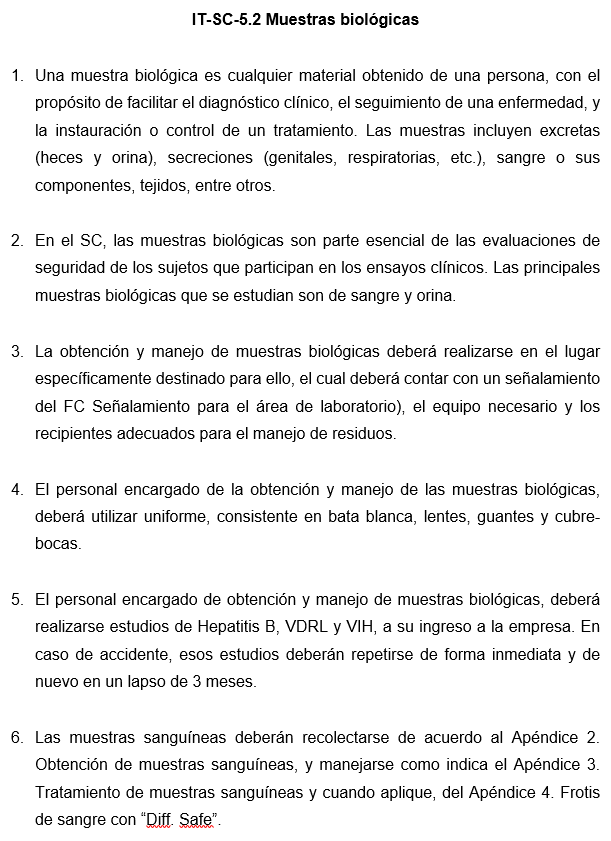 IT-SC-5.2 Muestras biológicas
1. Una muestra biológica es cualquier material obtenido de una persona, con el
propósito de facilitar el diagnóstico clínico, el seguimiento de una enfermedad, y
la instauración o control de un tratamiento. Las muestras incluyen excretas
(heces y orina), secreciones (genitales, respiratorias, etc.), sangre o sus
componentes, tejidos, entre otros.
2. En el SC, las muestras biológicas son parte esencial de las evaluaciones de
seguridad de los sujetos que participan en los ensayos clínicos. Las principales
muestras biológicas que se estudian son de sangre y orina.
3. La obtención y manejo de muestras biológicas deberá realizarse en el lugar
específicamente destinado para ello, el cual deberá contar con un señalamiento
del FC Señalamiento para el área de laboratorio), el equipo necesario y los
recipientes adecuados para el manejo de residuos.
4. El personal encargado de la obtención y manejo de las muestras biológicas,
deberá utilizar uniforme, consistente en bata blanca, lentes, guantes y cubre-
bocas.
5. El personal encargado de obtención y manejo de muestras biológicas, deberá
realizarse estudios de Hepatitis B, VDRL y VIH, a su ingreso a la empresa. En
caso de accidente, esos estudios deberán repetirse de forma inmediata y de
nuevo en un lapso de 3 meses.
6. Las muestras sanguíneas deberán recolectarse de acuerdo al Apéndice 2.
Obtención de muestras sanguíneas, y manejarse como indica el Apéndice 3.
Tratamiento de muestras sanguíneas y cuando aplique, del Apéndice 4. Frotis
de sangre con “Diff. Safe”.